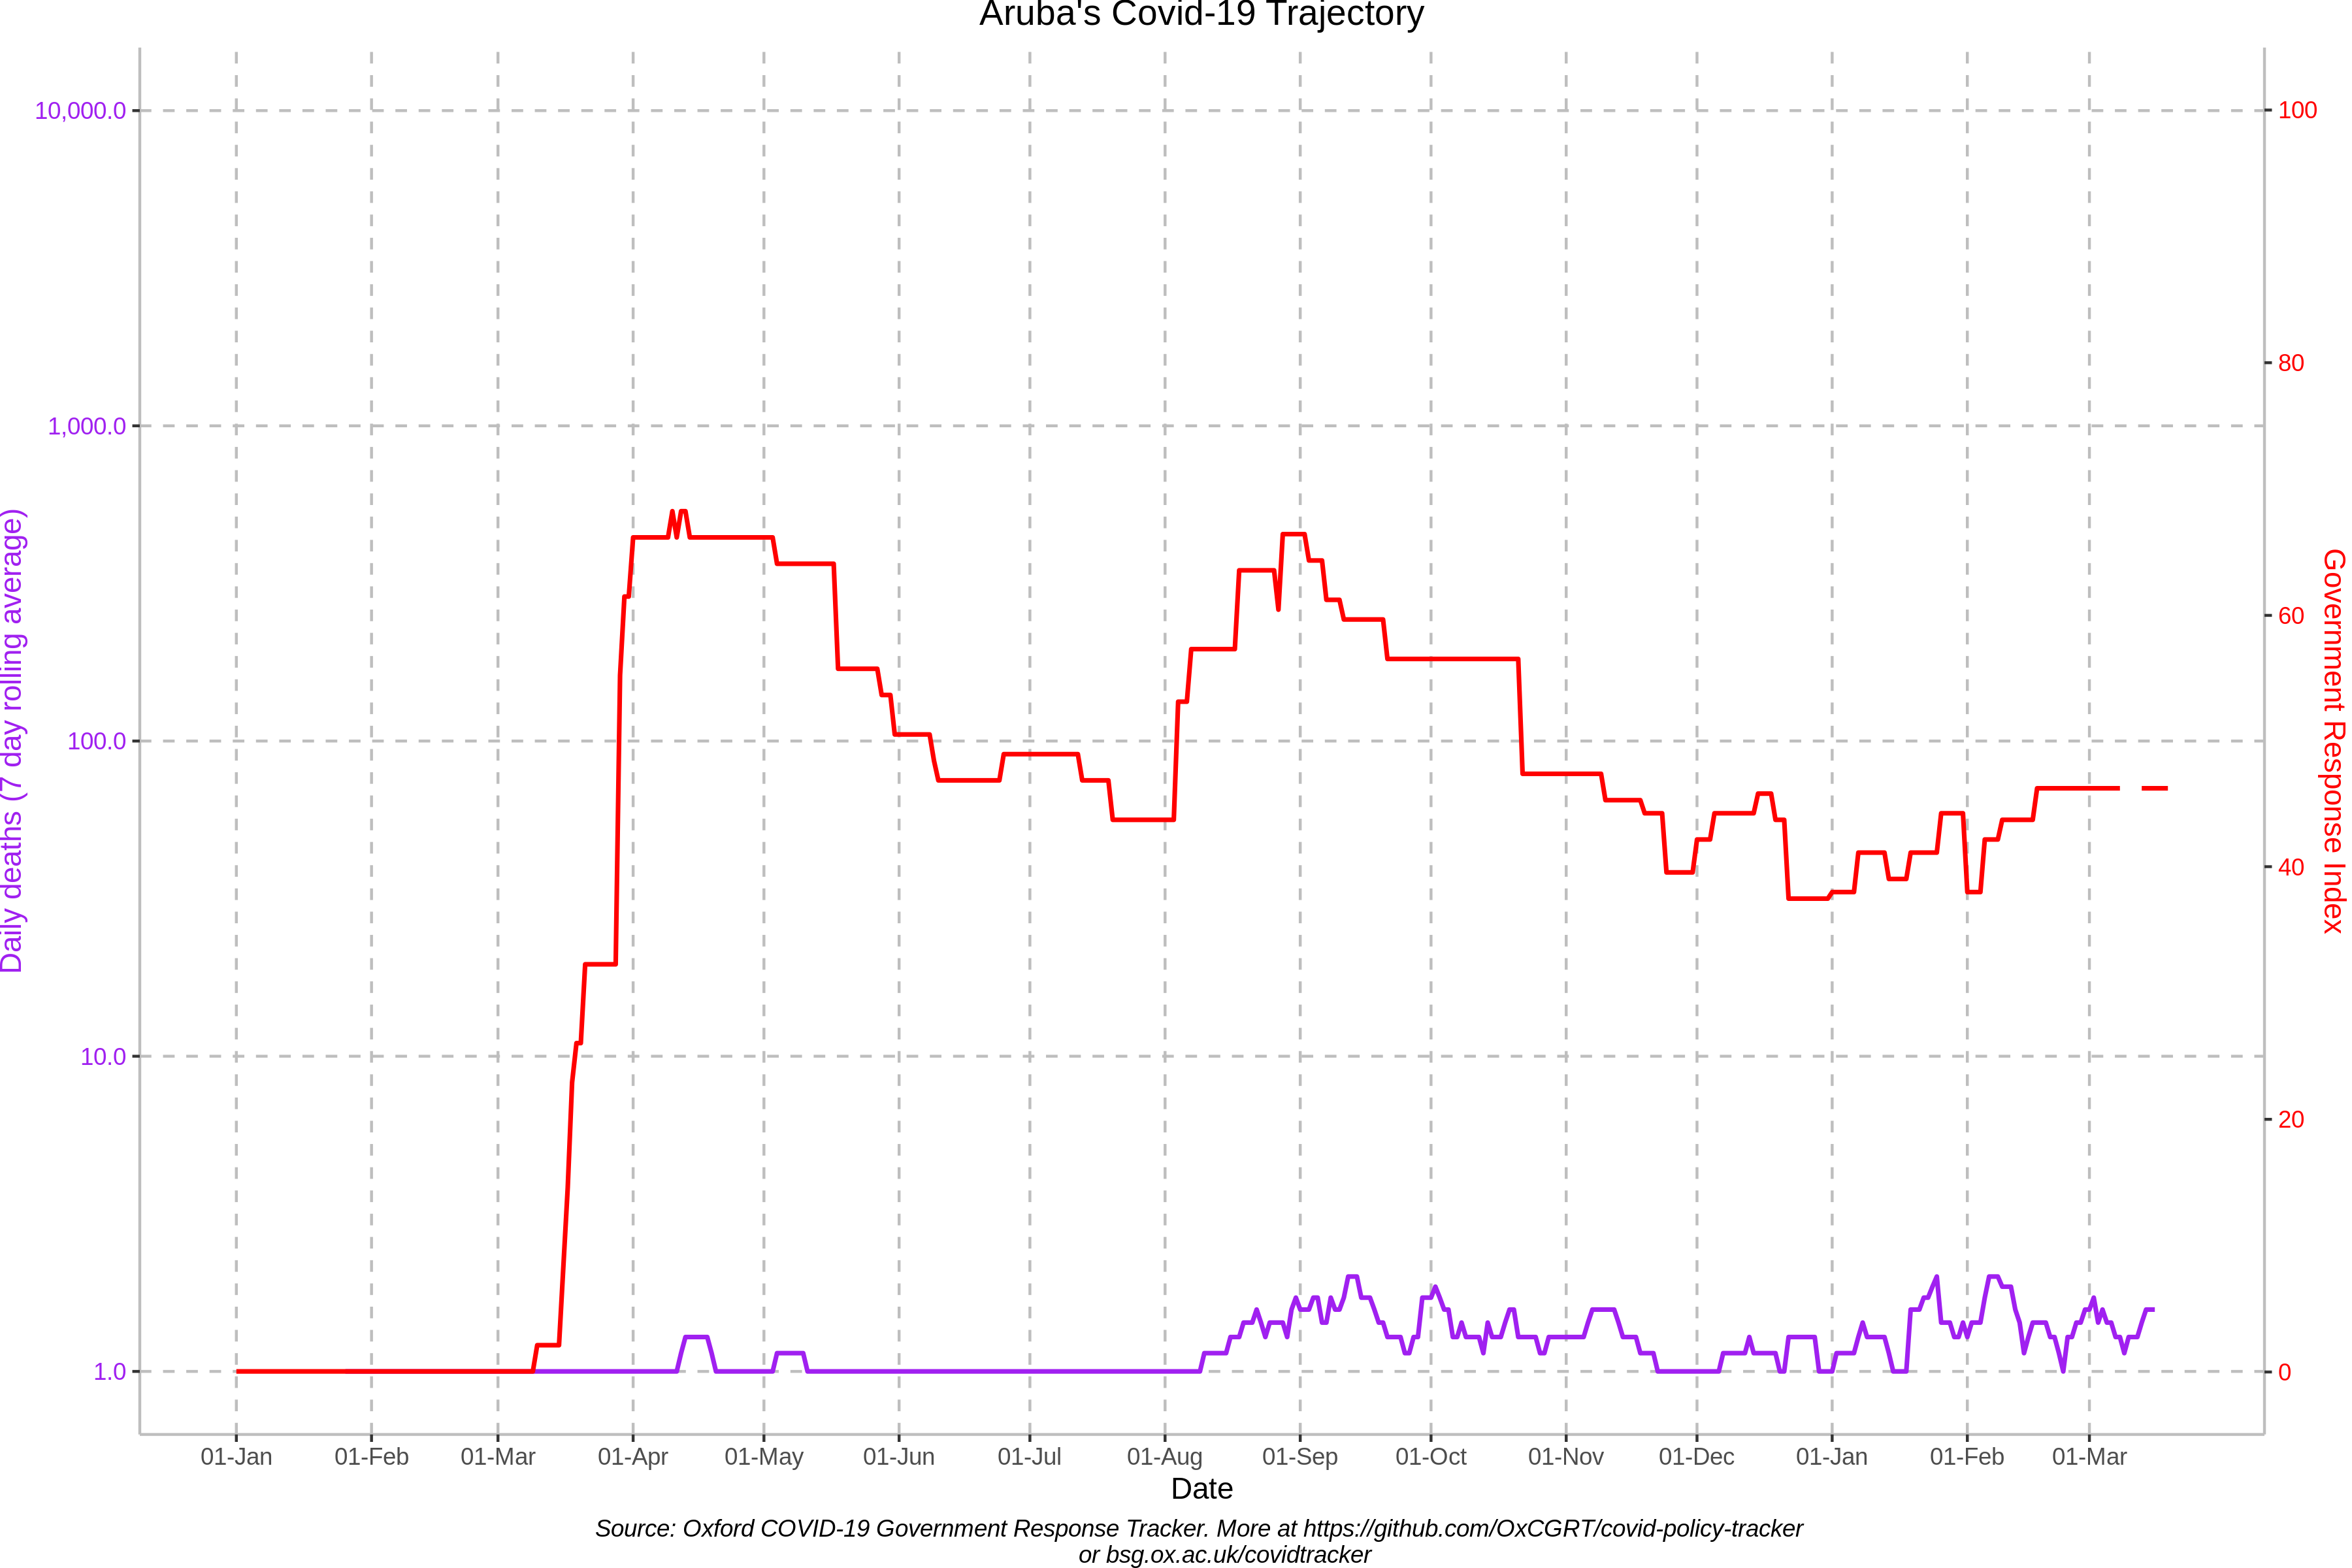 Aruba's Covid-19 Trajectory
10,000.0
1,000.0
100.0
10.0
1.0
Daily deaths (7 day rolling average)
100
80
60
40
20
0
Government Response Index
01-Jan 01-Feb 01-Mar 01-Apr 01-May 01-Jun 01-Jul 01-Aug 01-Sep 01-Oct 01-Nov 01-Dec 01-Jan 01-Feb 01-Mar
Date
Source: Oxford COVID-19 Government Response Tracker. More at https://github.com/OxCGRT/covid-policy-tracker
or bsg.ox.ac.uk/covidtracker